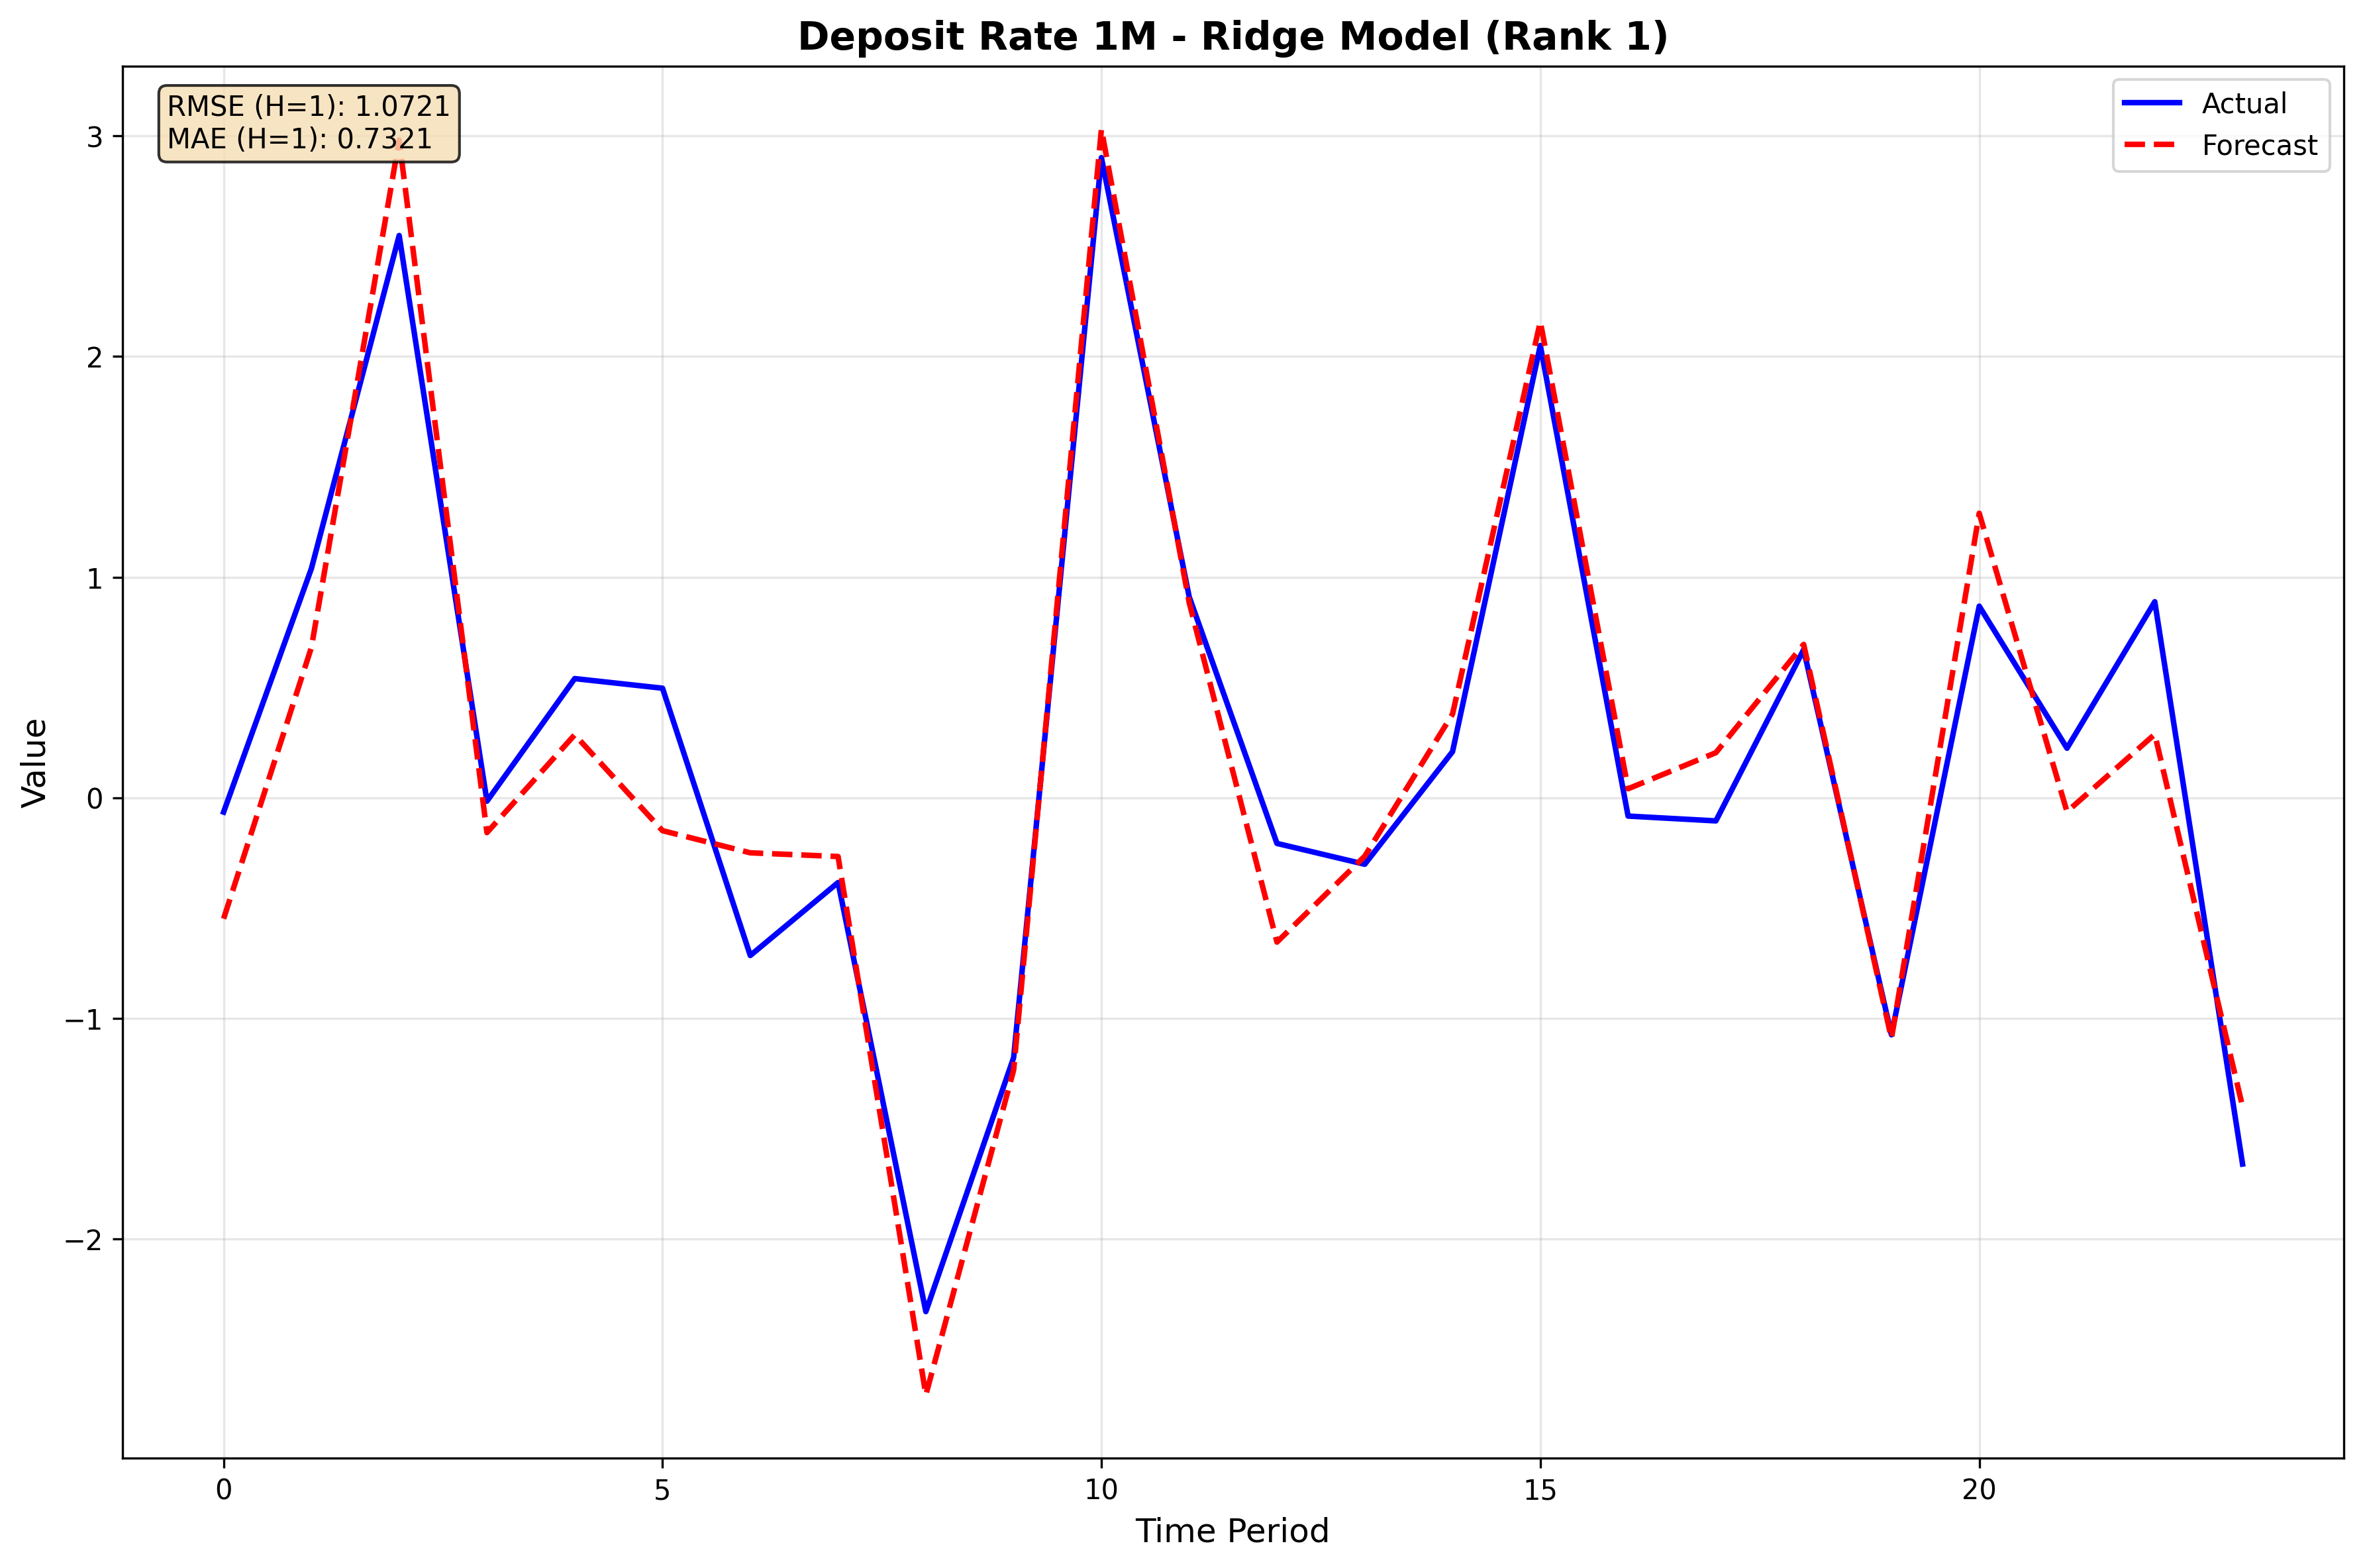 Deposit Rate 1M - Ridge Model (Rank 1)
RMSE (H=1): 1.0721
MAE (H=1): 0.7321
Actual
Forecast
3
2
1
0
−1
−2
Value
0
5
10
15
20
Time Period